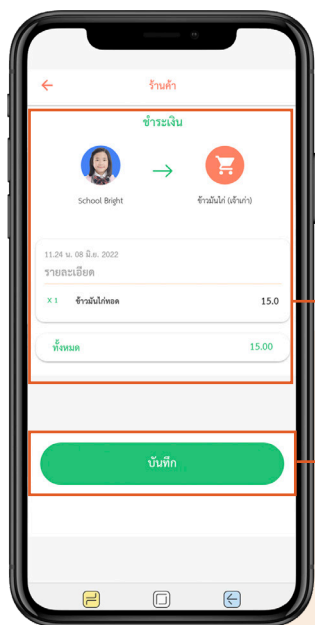 ร้านค้า
ชำระเงิน
School Bright
ข้าวมันไก่ (เจ้าเก่า)
11.24 น. 08 มิ.ย. 2022
รายละเอียด
X 1 ข้าวมันไก่ทอด 15.0
ทั้งหมด 15.00
บันทึก